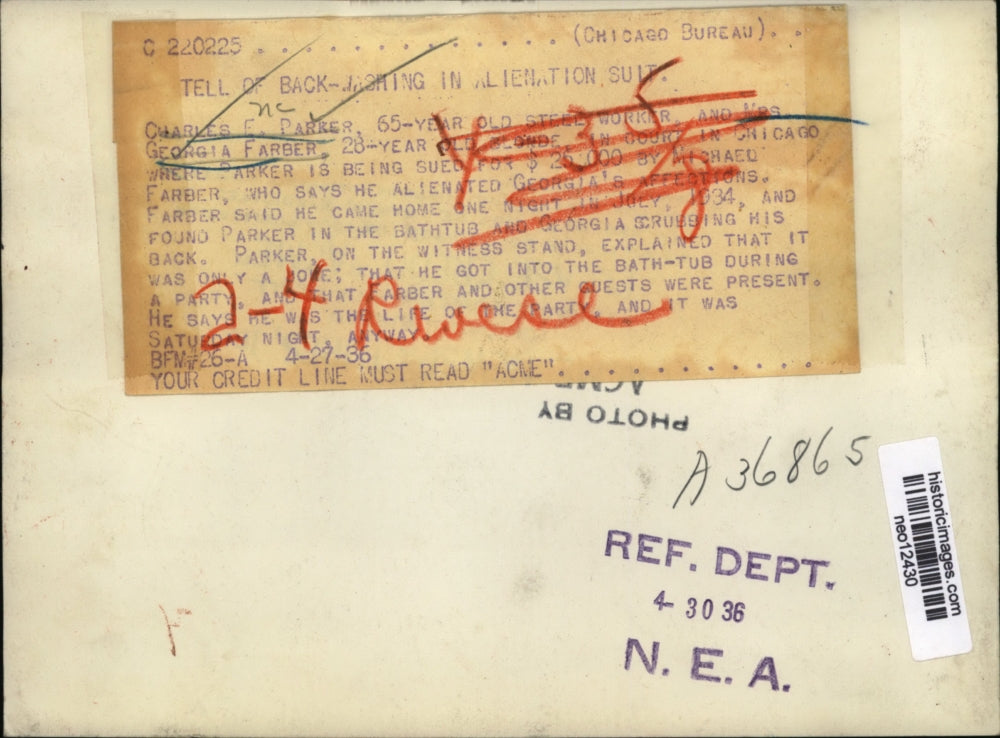 C 220225 . . . . . . . . . . . . . . (CHICAGO BUREAU). .
TELL OF BACK-WASHING IN ALIENATION SUIT.
nc
CHARLES E. PARKER, 65-YEAR OLD STEEL WORKER, AND MRS
GEORGIA FARBER, 28-YEAR OLD BLONDE, IN COURT IN CHICAGO
WHERE PARKER IS BEING SUED FOR $ 25,000 BY MICHAEL
FARBER, WHO SAYS HE ALIENATED GEORGIA'S AFFECTIONS.
FARBER SAID HE CAME HOME ONE NIGHT IN JULY, 1934, AND
FOUND PARKER IN THE BATHTUB AND GEORGIA SCRUBBING HIS
BACK. PARKER, ON THE WITNESS STAND, EXPLAINED THAT IT
WAS ONLY A JOKE; THAT HE GOT INTO THE BATH-TUB DURING
A PARTY, AND THAT FARBER AND OTHER GUESTS WERE PRESENT.
HE SAYS HE WAS THE LIFE OF THE PARTY, AND IT WAS
SATURDAY NIGHT, ANYWAY.
BFM#26-A 4-27-36
YOUR CREDIT LINE MUST READ "ACME". . . . . . . . . . .
2-4
PHOTO BY
ACME
A 36865
REF. DEPT.
4-30 36
N. E. A.
historicimages.com
neo12430
F